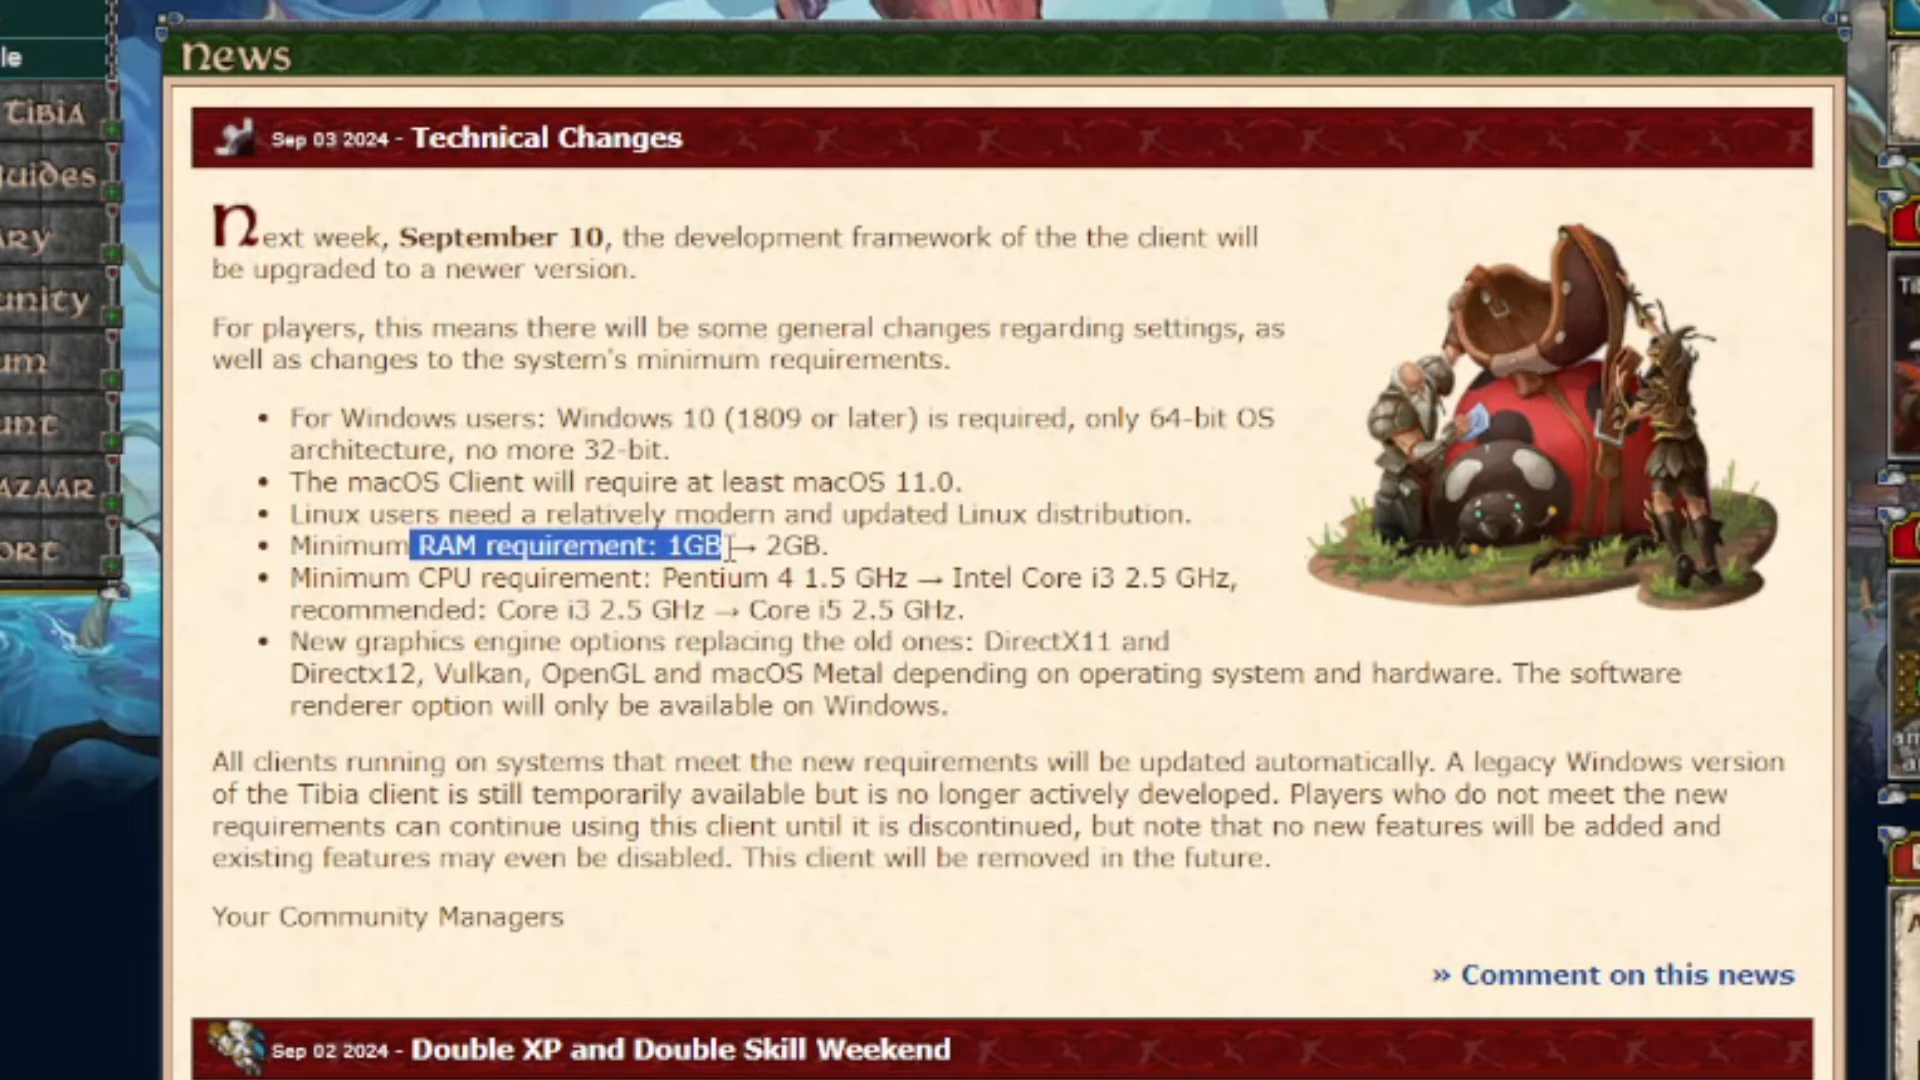 News
le
TIBIA
uides
ARY
unity
um
unt
AZAAR
ORT
Sep 03 2024 - Technical Changes
Next week, September 10, the development framework of the the client will
be upgraded to a newer version.
For players, this means there will be some general changes regarding settings, as
well as changes to the system's minimum requirements.
• For Windows users: Windows 10 (1809 or later) is required, only 64-bit OS
architecture, no more 32-bit.
• The macOS Client will require at least macOS 11.0.
• Linux users need a relatively modern and updated Linux distribution.
• Minimum RAM requirement: 1GB → 2GB.
• Minimum CPU requirement: Pentium 4 1.5 GHz → Intel Core i3 2.5 GHz,
recommended: Core i3 2.5 GHz → Core i5 2.5 GHz.
• New graphics engine options replacing the old ones: DirectX11 and
Directx12, Vulkan, OpenGL and macOS Metal depending on operating system and hardware. The software
renderer option will only be available on Windows.
All clients running on systems that meet the new requirements will be updated automatically. A legacy Windows version
of the Tibia client is still temporarily available but is no longer actively developed. Players who do not meet the new
requirements can continue using this client until it is discontinued, but note that no new features will be added and
existing features may even be disabled. This client will be removed in the future.
Your Community Managers
» Comment on this news
Sep 02 2024 - Double XP and Double Skill Weekend